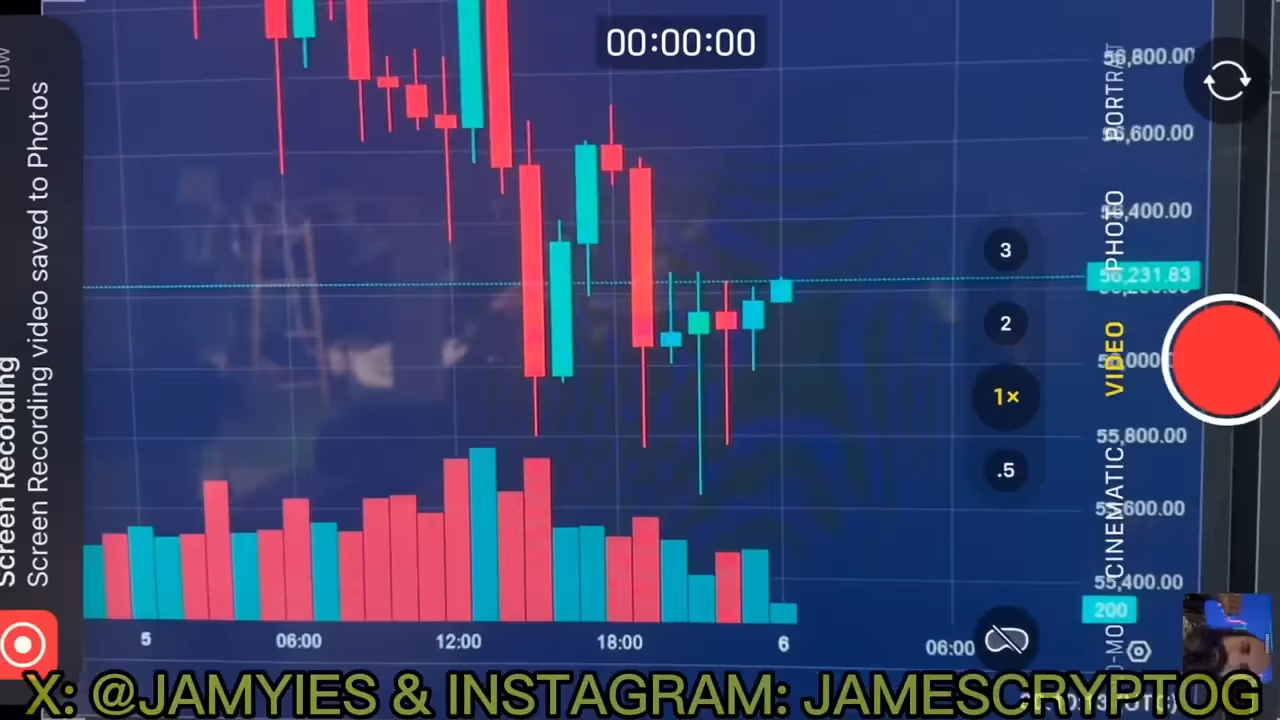 00:00:00
now
Screen Recording
Screen Recording video saved to Photos
PORTRAIT
PHOTO
VIDEO
CINEMATIC
3
2
1×
.5
56,800.00
56,600.00
56,400.00
56,231.83
55,800.00
55,600.00
55,400.00
200
5
06:00
12:00
18:00
6
06:00
X: @JAMYIES & INSTAGRAM: JAMESCRYPTOG